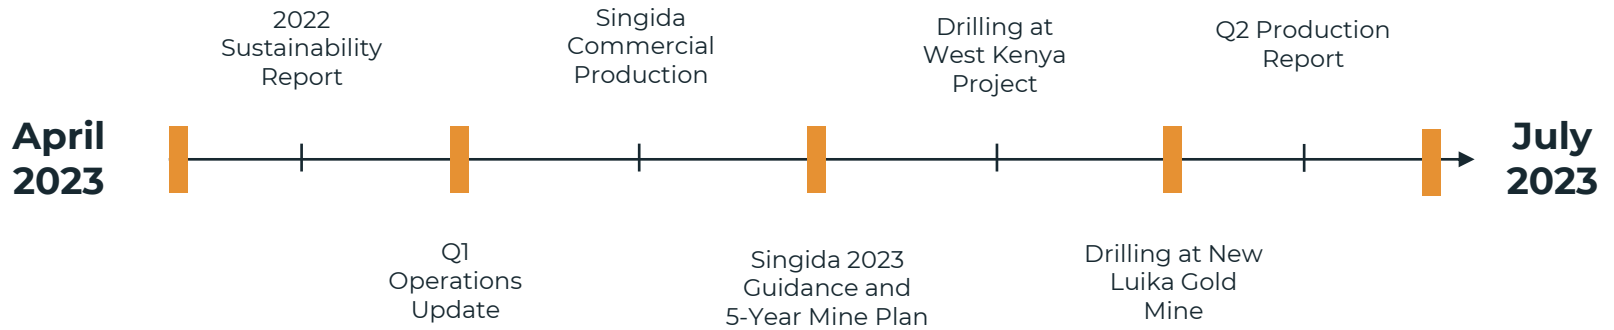 April
2023
2022
Sustainability
Report
Q1
Operations
Update
Singida
Commercial
Production
Singida 2023
Guidance and
5-Year Mine Plan
Drilling at
West Kenya
Project
Drilling at New
Luika Gold
Mine
Q2 Production
Report
July
2023